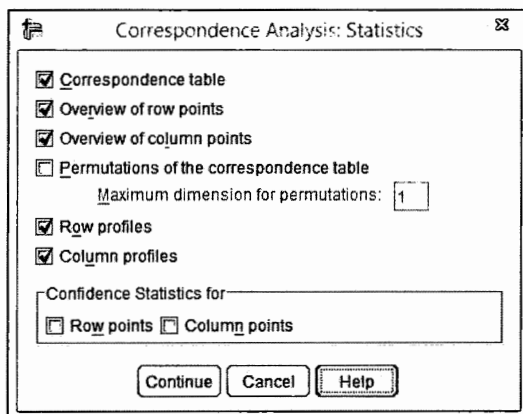 Correspondence Analysis: Statistics
Correspondence table
Overview of row points
Overview of column points
Permutations of the correspondence table
Maximum dimension for permutations: 1
Row profiles
Column profiles
Confidence Statistics for
Row points Column points
Continue Cancel Help